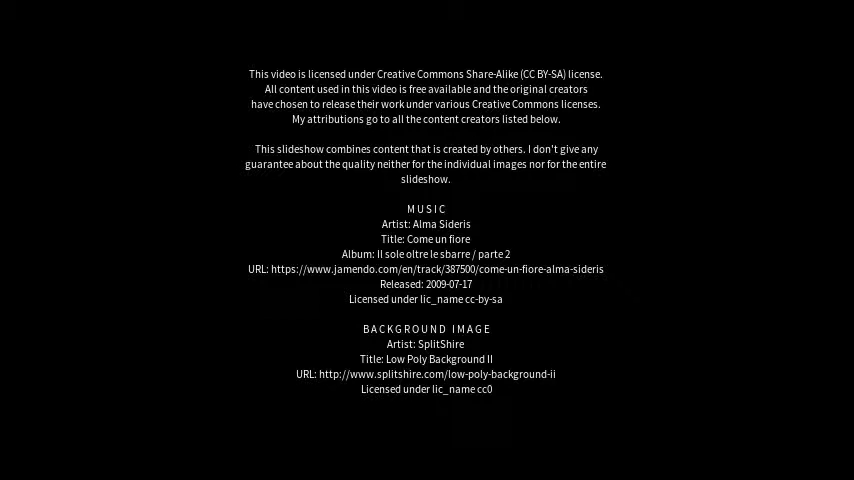 This video is licensed under Creative Commons Share-Alike (CC BY-SA) license.
All content used in this video is free available and the original creators
have chosen to release their work under various Creative Commons licenses.
My attributions go to all the content creators listed below.
This slideshow combines content that is created by others. I don't give any
guarantee about the quality neither for the individual images nor for the entire
slideshow.
MUSIC
Artist: Alma Sideris
Title: Come un fiore
Album: Il sole oltre le sbarre / parte 2
URL: https://www.jamendo.com/en/track/387500/come-un-fiore-alma-sideris
Released: 2009-07-17
Licensed under lic_name cc-by-sa
BACKGROUND IMAGE
Artist: SplitShire
Title: Low Poly Background II
URL: http://www.splitshire.com/low-poly-background-ii
Licensed under lic_name cc0